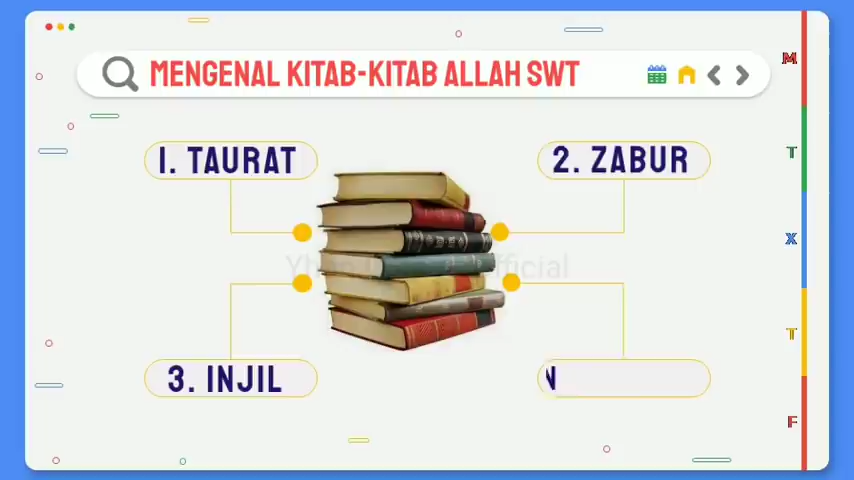 MENGENAL KITAB-KITAB ALLAH SWT
M
1. TAURAT
2. ZABUR
T
X
T
3. INJIL
N
F